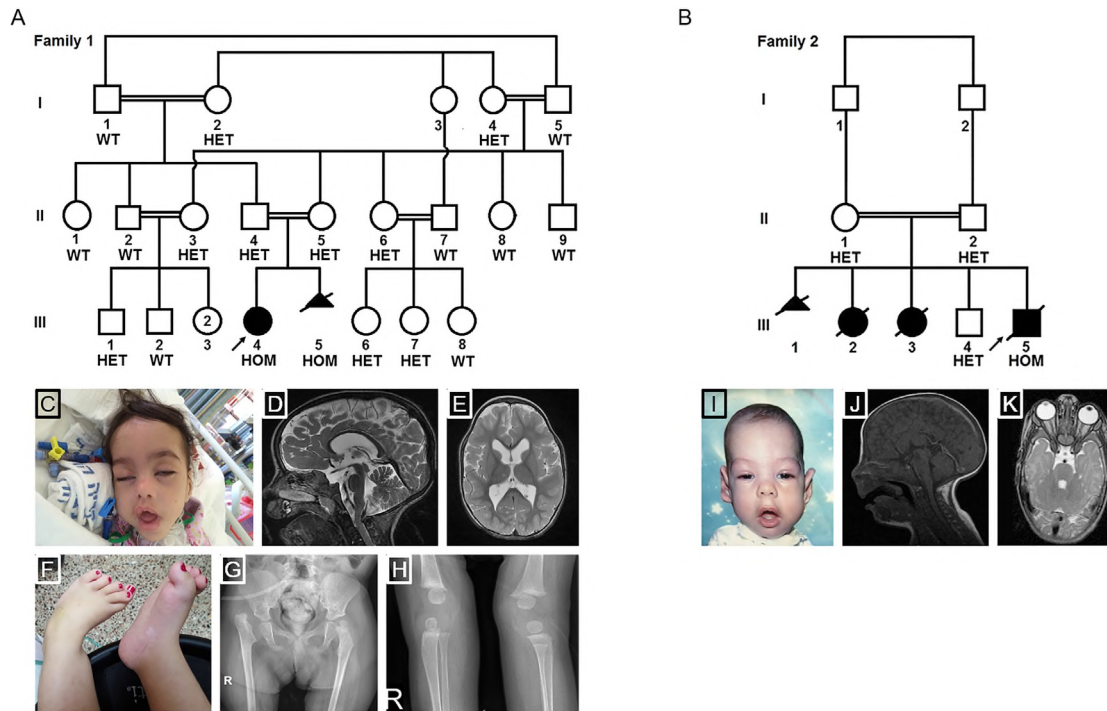 A
Family 1
I
1 2 3 4 5
WT HET HET WT
II
1 2 3 4 5 6 7 8 9
WT WT HET HET HET HET WT WT WT
III
2
1 2 3 4 5 6 7 8
HET WT HOM HOM HET HET WT
B
Family 2
I
1 2
II
1 2
HET HET
III
1 2 3 4 5
HET HOM
C
D
E
I
J
K
F
G
R
H
R